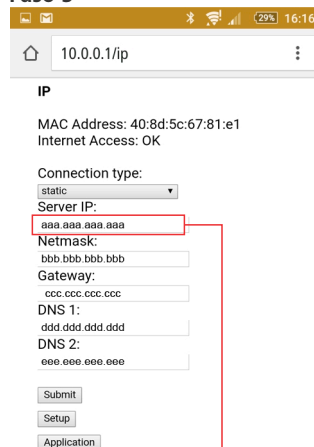 29% 16:16
10.0.0.1/ip
IP
MAC Address: 40:8d:5c:67:81:e1
Internet Access: OK
Connection type:
static
Server IP:
aaa.aaa.aaa.aaa
Netmask:
bbb.bbb.bbb.bbb
Gateway:
ccc.ccc.ccc.ccc
DNS 1:
ddd.ddd.ddd.ddd
DNS 2:
eee.eee.eee.eee
Submit
Setup
Application